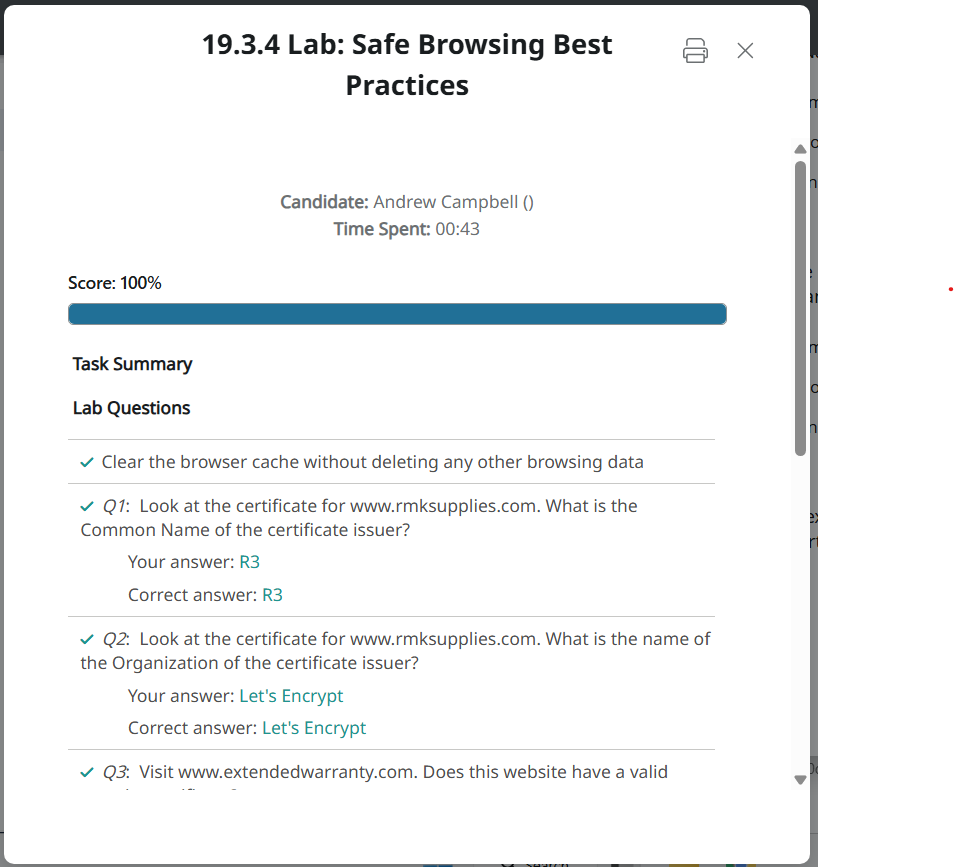 19.3.4 Lab: Safe Browsing Best
Practices
Candidate: Andrew Campbell ()
Time Spent: 00:43
Score: 100%
Task Summary
Lab Questions
Clear the browser cache without deleting any other browsing data
Q1: Look at the certificate for www.rmksupplies.com. What is the
Common Name of the certificate issuer?
Your answer: R3
Correct answer: R3
Q2: Look at the certificate for www.rmksupplies.com. What is the name of
the Organization of the certificate issuer?
Your answer: Let's Encrypt
Correct answer: Let's Encrypt
Q3: Visit www.extendedwarranty.com. Does this website have a valid